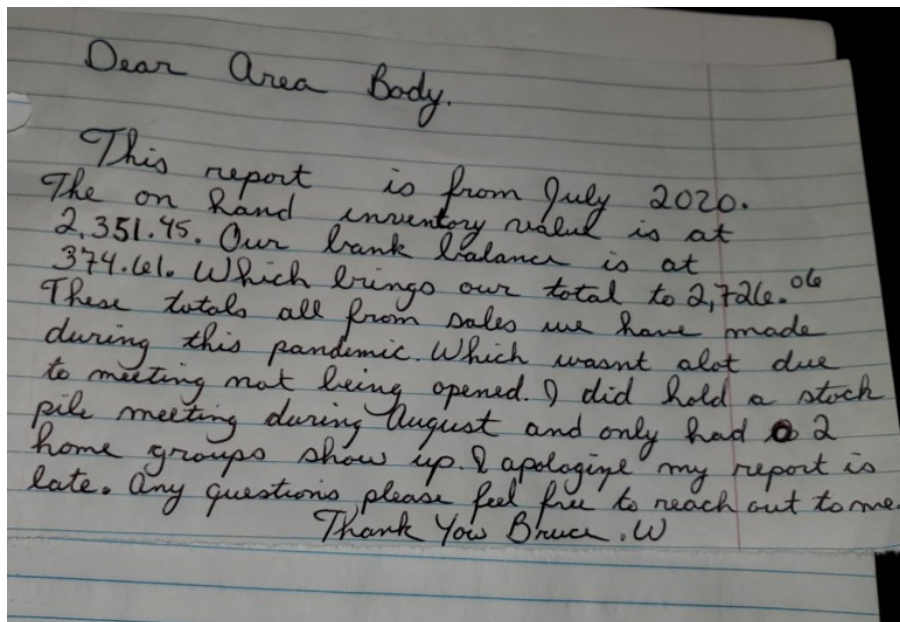 Dear Area Body.
This report is from July 2020.
The on hand inventory value is at
2,351.45. Our bank balance is at
374.61. Which brings our total to 2,726.06
These totals all from sales we have made
during this pandemic. Which wasnt alot due
to meeting not being opened. I did hold a stock
pile meeting during August and only had 2
home groups show up. I apologize my report is
late. Any questions please feel free to reach out to me.
Thank You Bruce. W